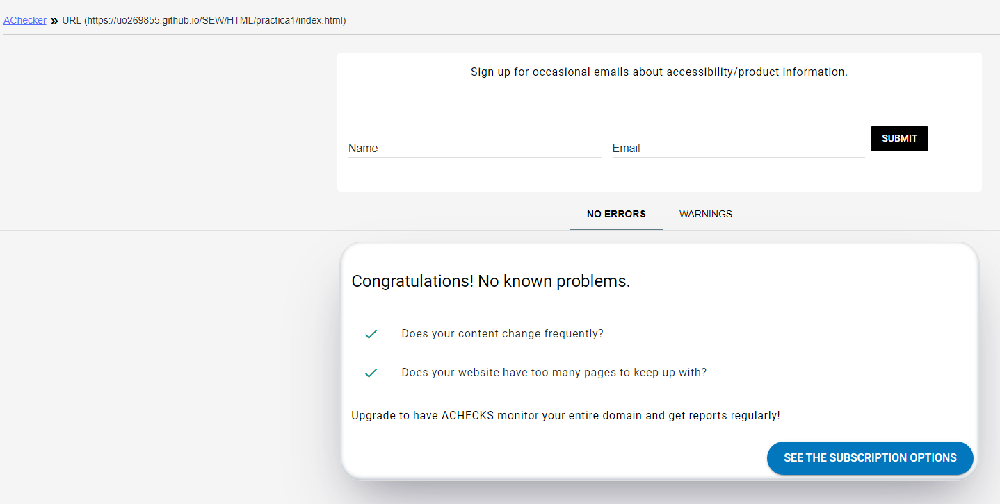 AChecker » URL (https://uo269855.github.io/SEW/HTML/practica1/index.html)
Sign up for occasional emails about accessibility/product information.
Name Email SUBMIT
NO ERRORS WARNINGS
Congratulations! No known problems.
Does your content change frequently?
Does your website have too many pages to keep up with?
Upgrade to have ACHECKS monitor your entire domain and get reports regularly!
SEE THE SUBSCRIPTION OPTIONS